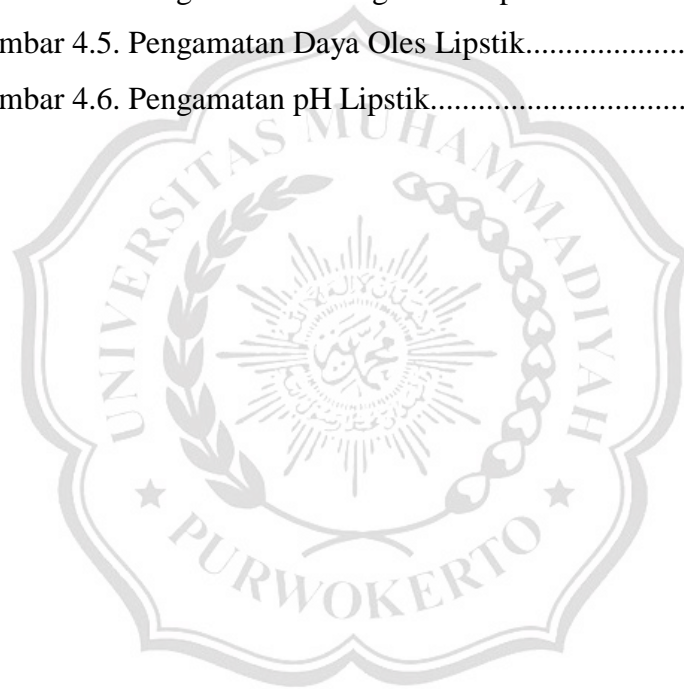 mbar 4.5. Pengamatan Daya Oles Lipstik....................
mbar 4.6. Pengamatan pH Lipstik................................
UNIVERSITAS MUHAMMADIYAH
PURWOKERTO